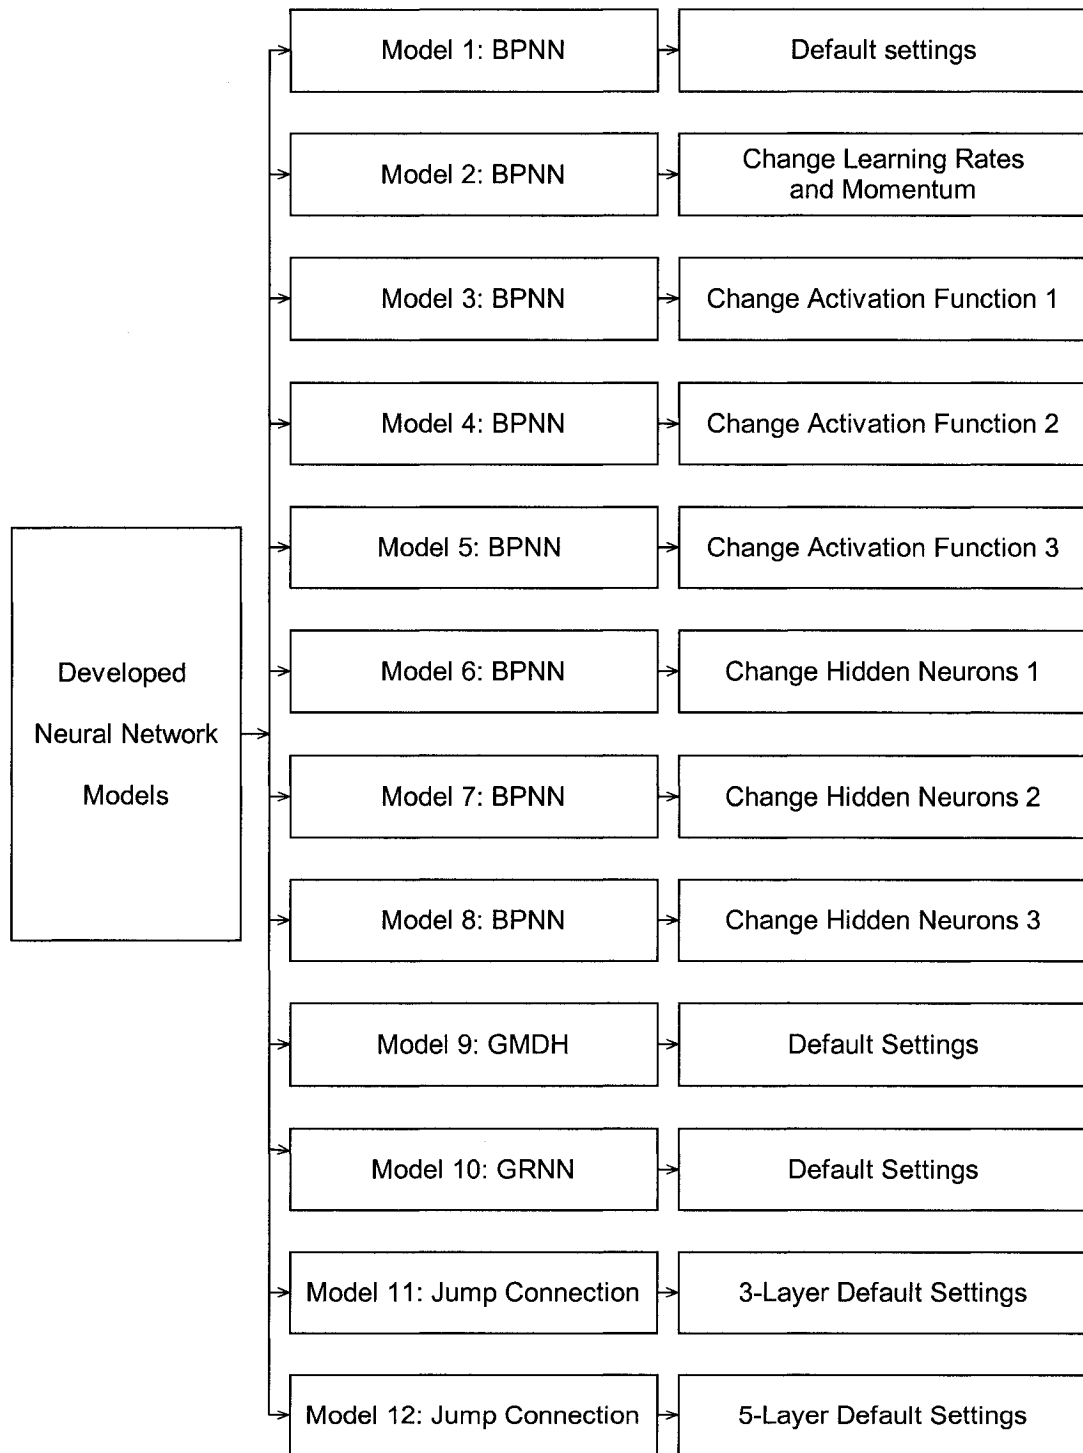 Model 1: BPNN
Default settings
Model 2: BPNN
Change Learning Rates
and Momentum
Model 3: BPNN
Change Activation Function 1
Model 4: BPNN
Change Activation Function 2
Model 5: BPNN
Change Activation Function 3
Developed
Neural Network
Models
Model 6: BPNN
Change Hidden Neurons 1
Model 7: BPNN
Change Hidden Neurons 2
Model 8: BPNN
Change Hidden Neurons 3
Model 9: GMDH
Default Settings
Model 10: GRNN
Default Settings
Model 11: Jump Connection
3-Layer Default Settings
Model 12: Jump Connection
5-Layer Default Settings